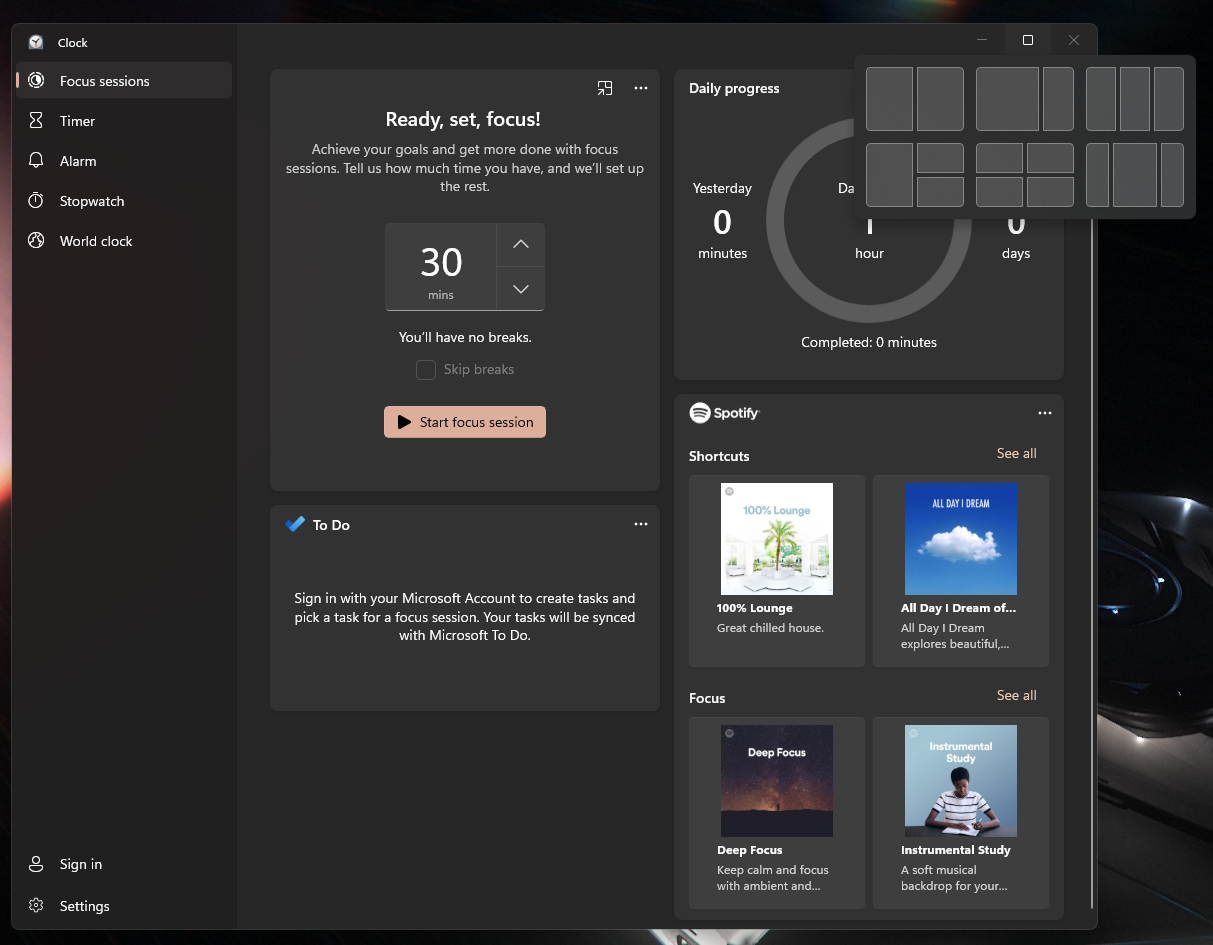 Clock
Focus sessions
Timer
Alarm
Stopwatch
World clock
Sign in
Settings
Ready, set, focus!
Achieve your goals and get more done with focus
sessions. Tell us how much time you have, and we'll set up
the rest.
30
mins
You'll have no breaks.
Skip breaks
Start focus session
To Do
Sign in with your Microsoft Account to create tasks and
pick a task for a focus session. Your tasks will be synced
with Microsoft To Do.
Daily progress
Yesterday
0
minutes
Da
1
hour
0
days
Completed: 0 minutes
Spotify
Shortcuts
See all
100% Lounge
100% Lounge
Great chilled house.
ALL DAY I DREAM
All Day I Dream of...
All Day I Dream
explores beautiful,...
Focus
See all
Deep Focus
Deep Focus
Keep calm and focus
with ambient and...
Instrumental
Study
Instrumental Study
A soft musical
backdrop for your...